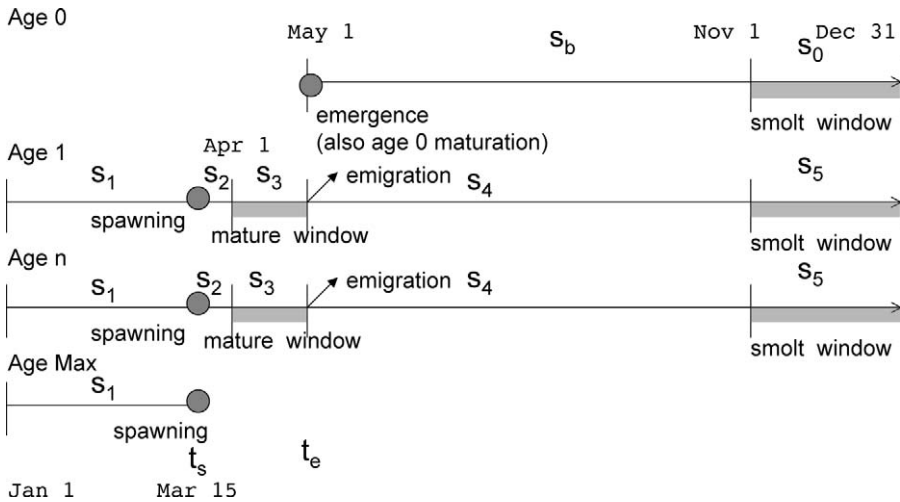 Age 0
May 1 Nov 1 Dec 31
S_b S_0
emergence
(also age 0 maturation)
smolt window
Apr 1
Age 1
S_1 S_2 S_3 emigration S_4 S_5
spawning
mature window
smolt window
Age n
S_1 S_2 S_3 emigration S_4 S_5
spawning
mature window
smolt window
Age Max
S_1
spawning
t_s t_e
Jan 1 Mar 15